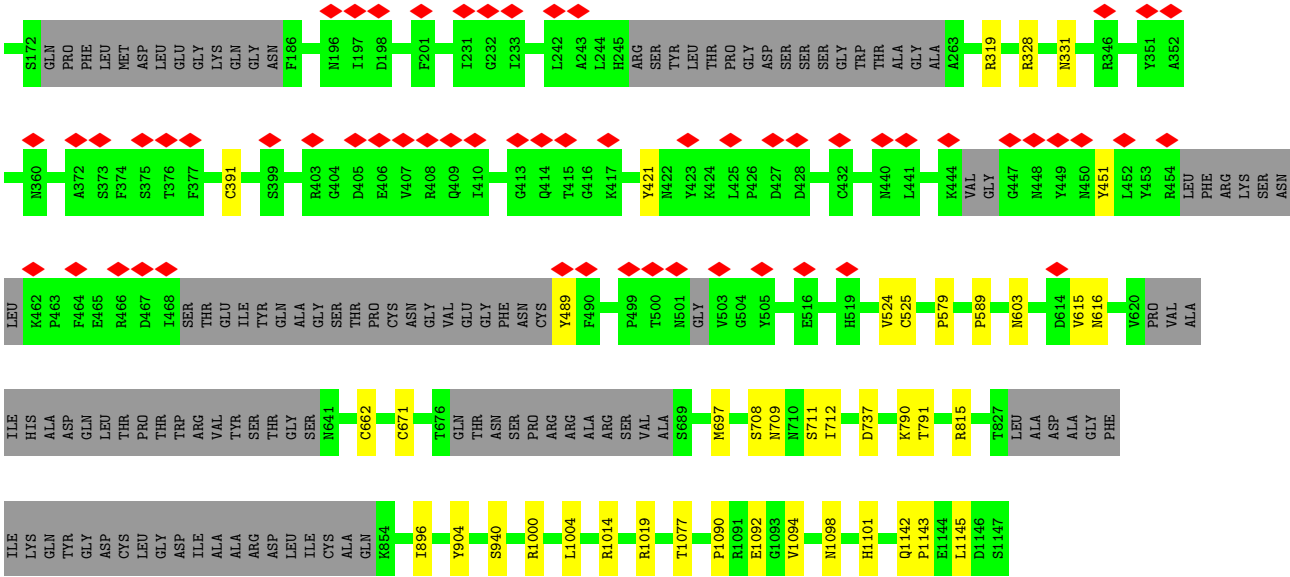 S172 GLN PRO PHE LEU MET ASP LEU GLU GLY LYS GLN GLY ASN F186 N196 I197 D198 F201 I231 G232 I233 L242 A243 L244 H245 ARG SER TYR LEU THR PRO GLY ASP SER SER SER GLY TRP THR ALA GLY ALA A263 R319 R328 N331 R346 Y351 A352
N360 A372 S373 F374 S375 T376 F377 C391 S399 R403 G404 D405 E406 V407 R408 Q409 I410 G413 Q414 T415 G416 K417 Y421 N422 Y423 K424 L425 P426 D427 D428 C432 N440 L441 K444 VAL GLY G447 N448 Y449 N450 Y451 L452 Y453 R454 LEU PHE ARG LYS SER ASN
LEU K462 P463 F464 E465 R466 D467 I468 SER THR GLU ILE TYR GLN ALA GLY SER THR PRO CYS ASN GLY VAL GLU GLY PHE ASN CYS Y489 F490 P499 T500 N501 GLY V503 G504 Y505 E516 H519 V524 C525 P579 P589 N603 D614 V615 N616 V620 PRO VAL ALA
ILE HIS ALA ASP GLN LEU THR PRO THR TRP ARG VAL TYR SER THR GLY SER N641 C662 C671 T676 GLN THR ASN SER PRO ARG ARG ALA ARG SER VAL ALA S689 M697 S708 N709 N710 S711 I712 D737 K790 T791 R815 T827 LEU ALA ASP ALA GLY PHE
ILE LYS GLN TYR GLY ASP CYS LEU GLY ASP ILE ALA ALA ARG ASP LEU ILE CYS ALA GLN K854 I896 Y904 S940 R1000 L1004 R1014 R1019 T1077 P1090 R1091 E1092 G1093 V1094 N1098 H1101 Q1142 P1143 E1144 L1145 D1146 S1147